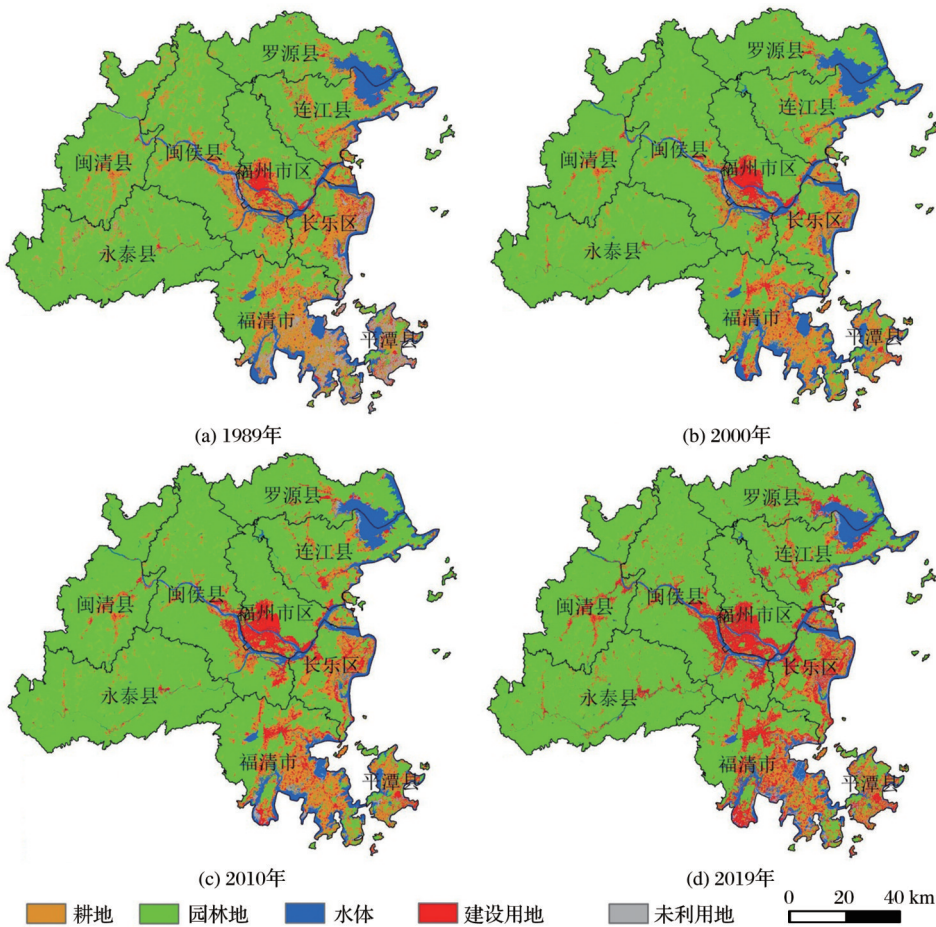 罗源县
连江县
闽清县
闽侯县
福州市区
长乐区
永泰县
福清市
平潭县
(a) 1989年
罗源县
连江县
闽清县
闽侯县
福州市区
长乐区
永泰县
福清市
平潭县
(b) 2000年
罗源县
连江县
闽清县
闽侯县
福州市区
长乐区
永泰县
福清市
平潭县
(c) 2010年
罗源县
连江县
闽清县
闽侯县
福州市区
长乐区
永泰县
福清市
平潭县
(d) 2019年
耕地 园林地 水体 建设用地 未利用地
0 20 40 km